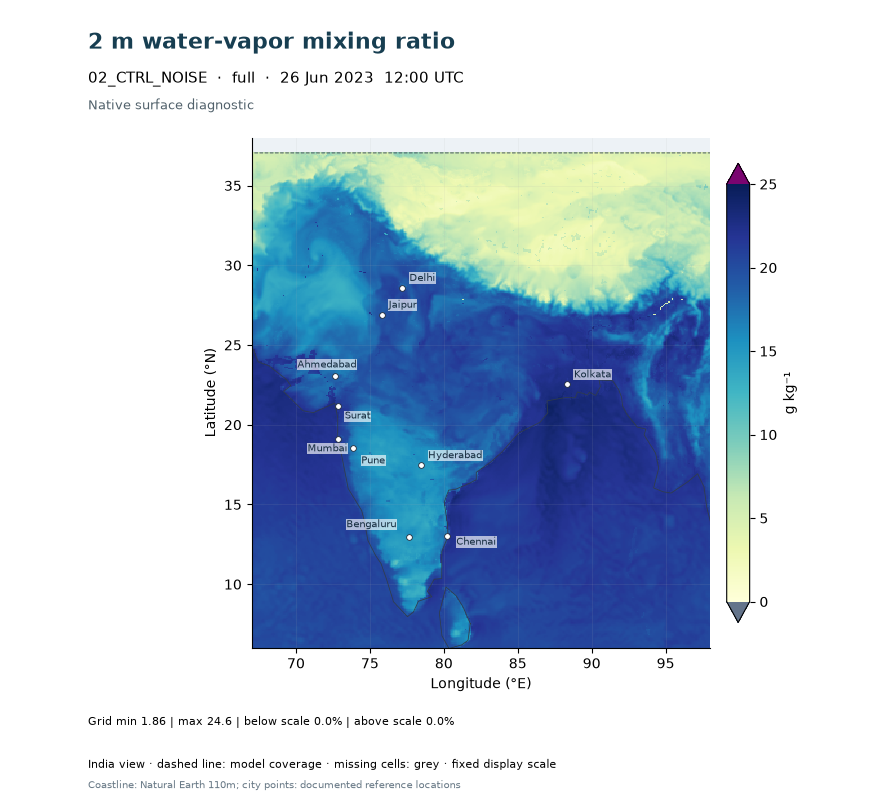 2 m water-vapor mixing ratio
02_CTRL_NOISE · full · 26 Jun 2023 12:00 UTC
Native surface diagnostic
35
30
25
20
15
10
Latitude (°N)
Delhi
Jaipur
Ahmedabad
Kolkata
Surat
Mumbai
Pune
Hyderabad
Bengaluru
Chennai
70
75
80
85
90
95
Longitude (°E)
25
20
15
10
5
0
g kg⁻¹
Grid min 1.86 | max 24.6 | below scale 0.0% | above scale 0.0%
India view · dashed line: model coverage · missing cells: grey · fixed display scale
Coastline: Natural Earth 110m; city points: documented reference locations